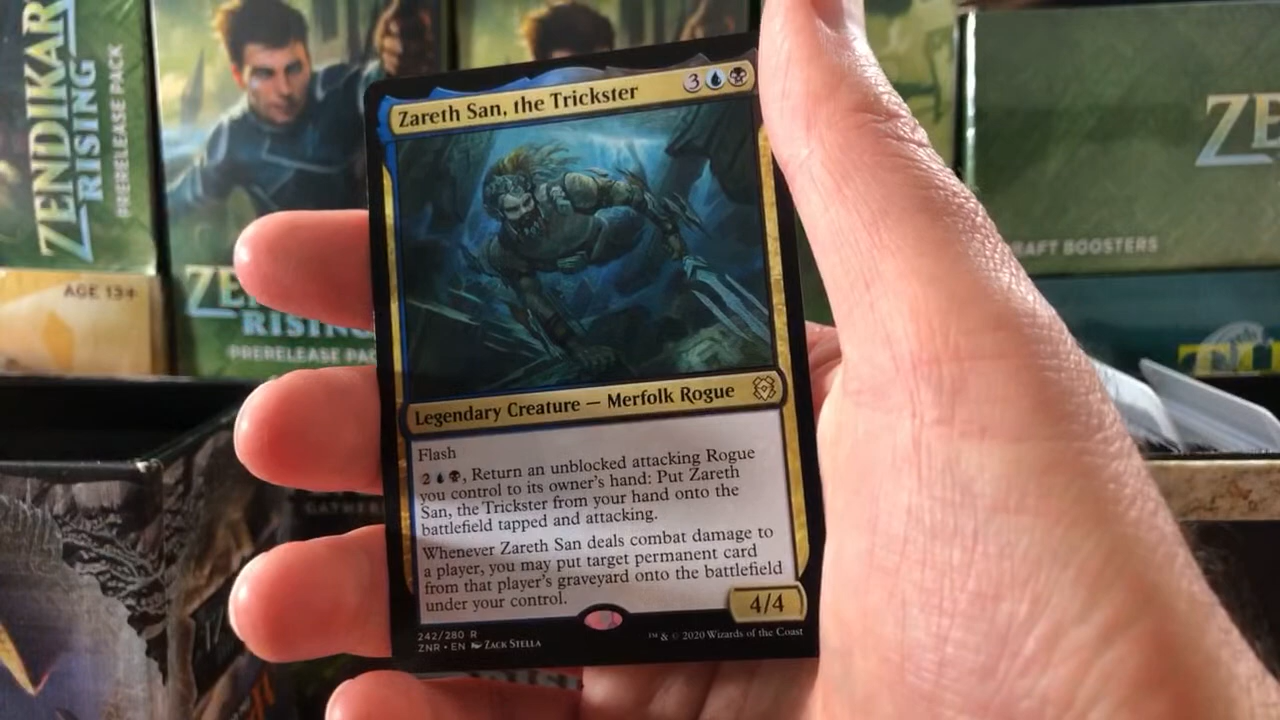 ZENDIKAR
RISING
PRERELEASE PACK
AGE 13+
RISING
PRERELEASE PAC
Zareth San, the Trickster
3
Legendary Creature — Merfolk Rogue
Flash
2 , Return an unblocked attacking Rogue
you control to its owner's hand: Put Zareth
San, the Trickster from your hand onto the
battlefield tapped and attacking.
Whenever Zareth San deals combat damage to
a player, you may put target permanent card
from that player's graveyard onto the battlefield
under your control.
4/4
242/280 R
ZNR • EN Zack Stella
™ & © 2020 Wizards of the Coast
ZE
AFT BOOSTERS